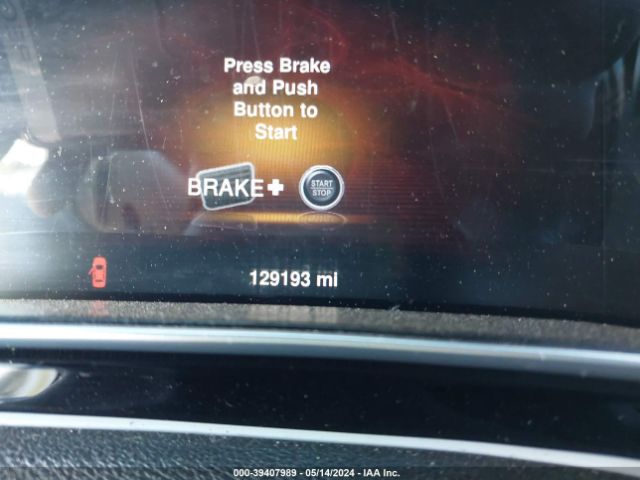 Press Brake
and Push
Button to
Start
BRAKE+
START
STOP
129193 mi
000-39407989 - 05/14/2024 - IAA Inc.